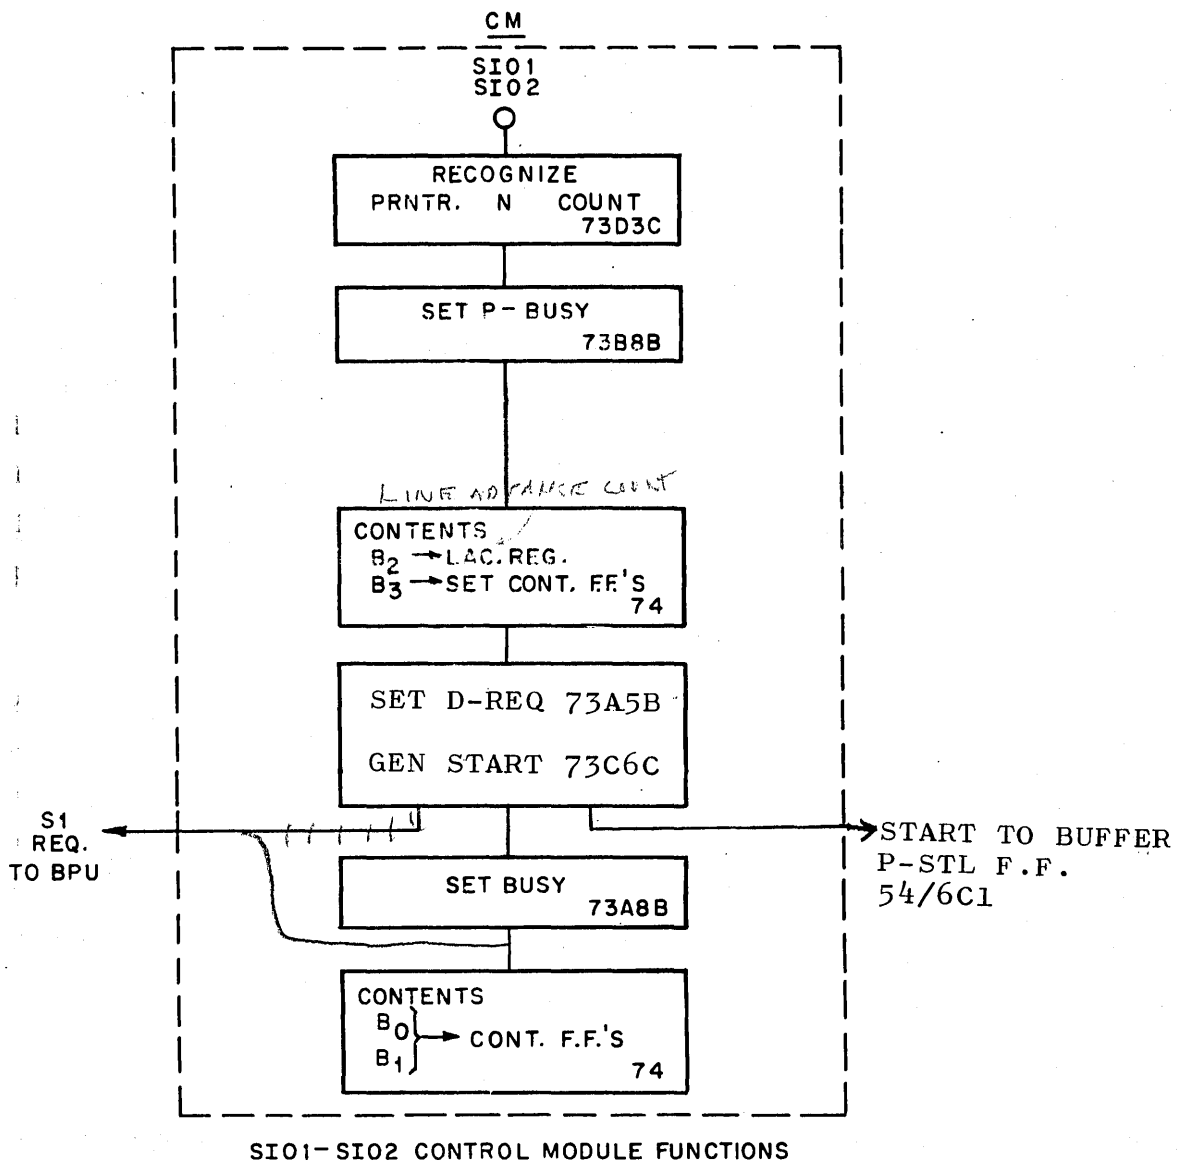 CM
SIO1
SIO2
RECOGNIZE
PRNTR. N COUNT
73D3C
SET P-BUSY
73B8B
LINE ADVANCE COUNT
CONTENTS
B2 → LAC. REG.
B3 → SET CONT. F.F.'S
74
SET D-REQ 73A5B
GEN START 73C6C
S1
REQ.
TO BPU
START TO BUFFER
P-STL F.F.
54/6C1
SET BUSY
73A8B
CONTENTS
B0
B1
→ CONT. F.F.'S
74
SIO1-SIO2 CONTROL MODULE FUNCTIONS